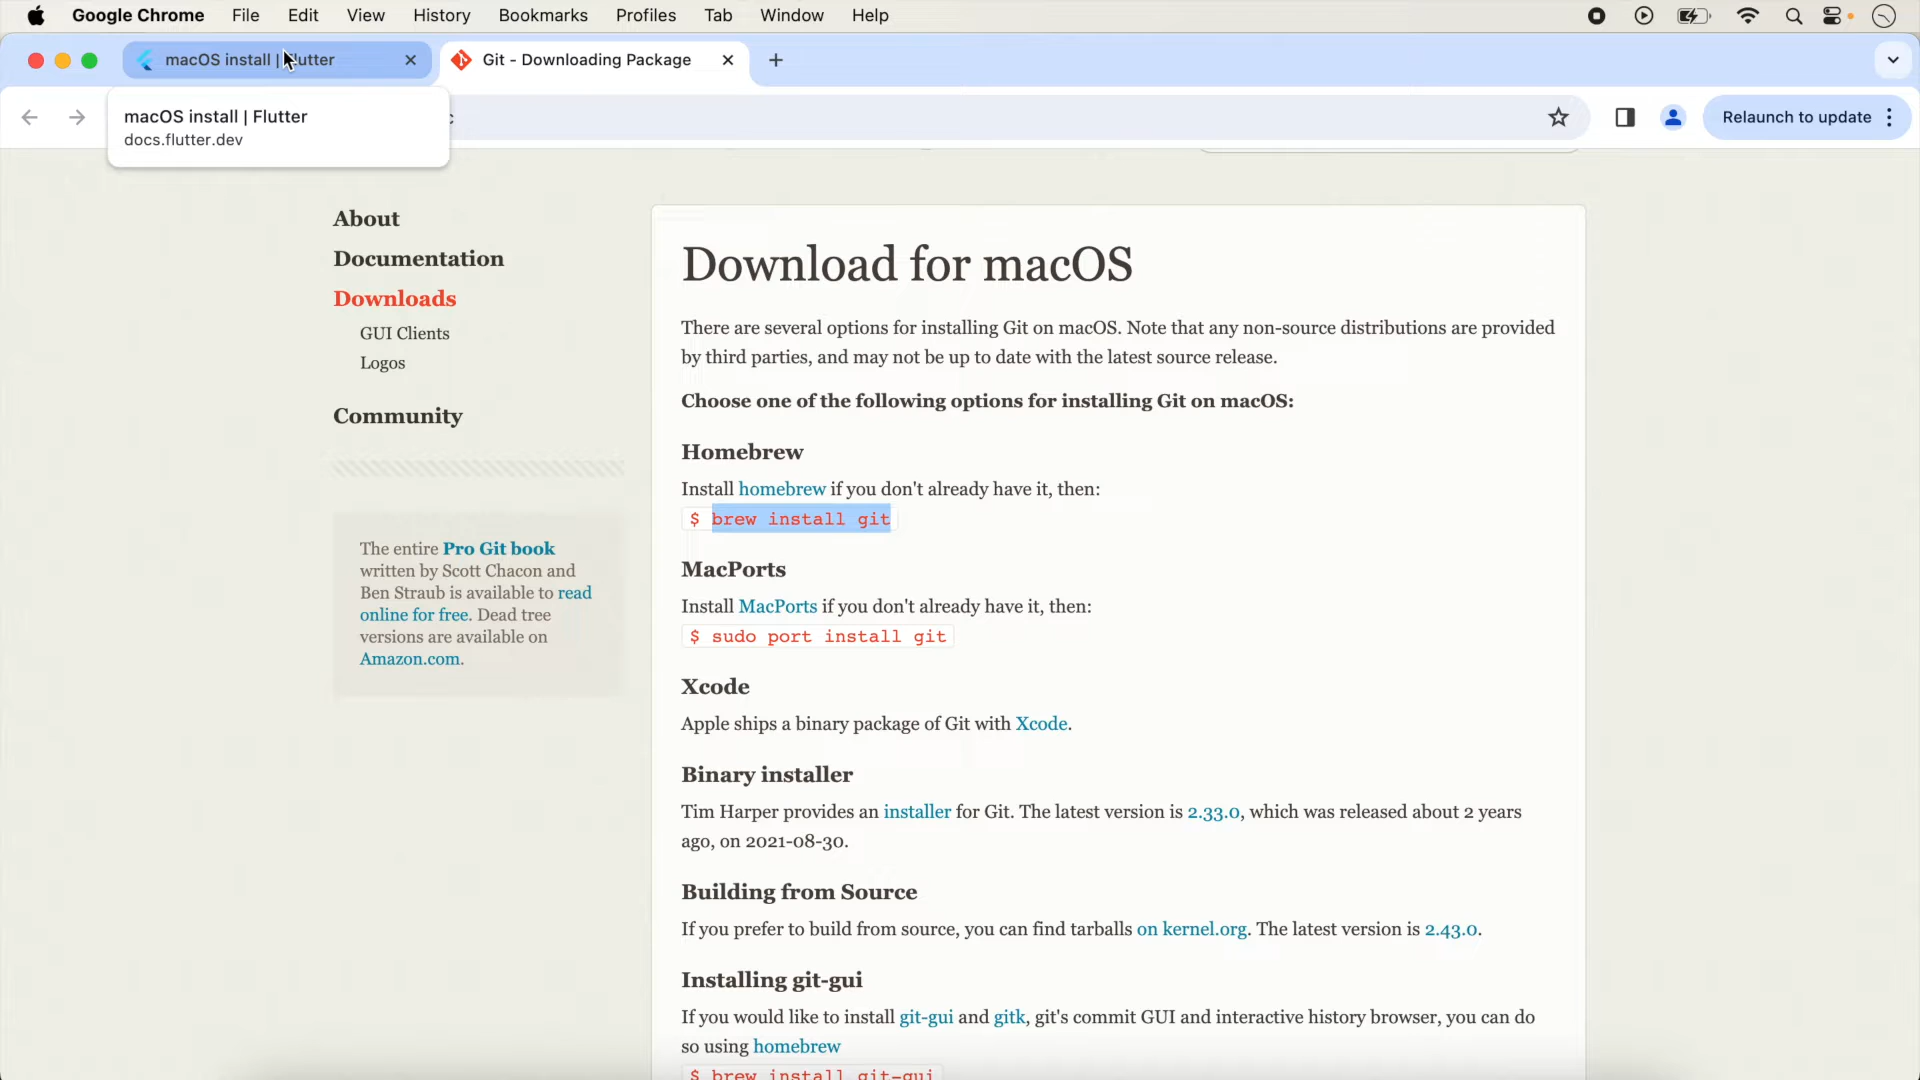 Google Chrome File Edit View History Bookmarks Profiles Tab Window Help
macOS install | Flutter
Git - Downloading Package
macOS install | Flutter
docs.flutter.dev
Relaunch to update
About
Documentation
Downloads
GUI Clients
Logos
Community
The entire Pro Git book
written by Scott Chacon and
Ben Straub is available to read
online for free. Dead tree
versions are available on
Amazon.com.
Download for macOS
There are several options for installing Git on macOS. Note that any non-source distributions are provided
by third parties, and may not be up to date with the latest source release.
Choose one of the following options for installing Git on macOS:
Homebrew
Install homebrew if you don't already have it, then:
$ brew install git
MacPorts
Install MacPorts if you don't already have it, then:
$ sudo port install git
Xcode
Apple ships a binary package of Git with Xcode.
Binary installer
Tim Harper provides an installer for Git. The latest version is 2.33.0, which was released about 2 years
ago, on 2021-08-30.
Building from Source
If you prefer to build from source, you can find tarballs on kernel.org. The latest version is 2.43.0.
Installing git-gui
If you would like to install git-gui and gitk, git's commit GUI and interactive history browser, you can do
so using homebrew
$ brew install git-gui